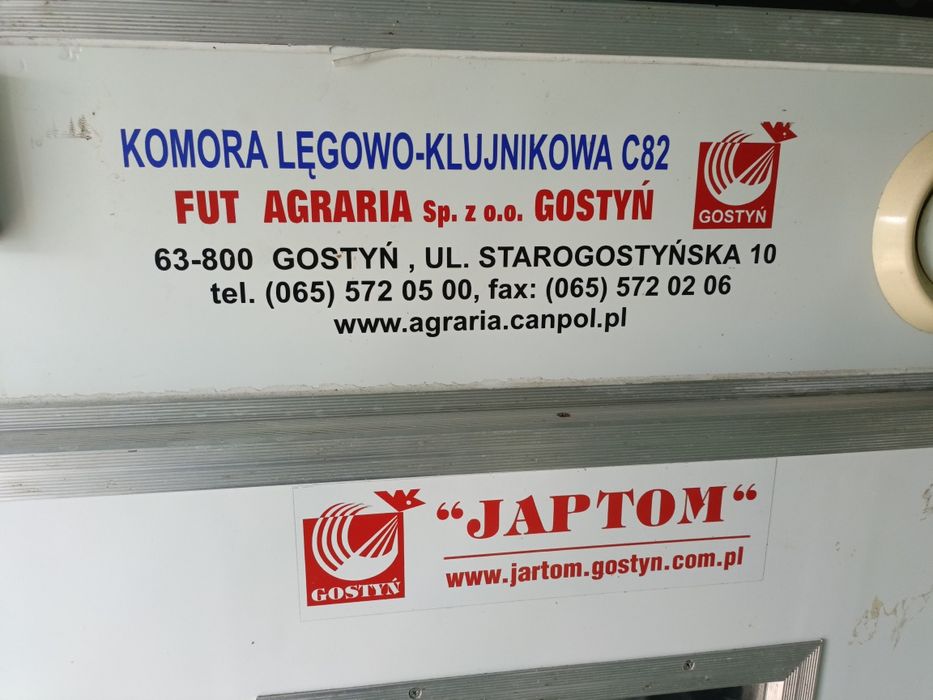 KOMORA LĘGOWO-KLUJNIKOWA C82
FUT AGRARIA Sp. z o.o. GOSTYŃ
GOSTYŃ
63-800 GOSTYŃ , UL. STAROGOSTYŃSKA 10
tel. (065) 572 05 00, fax: (065) 572 02 06
www.agraria.canpol.pl
GOSTYŃ
“JAPTOM“
www.jartom.gostyn.com.pl